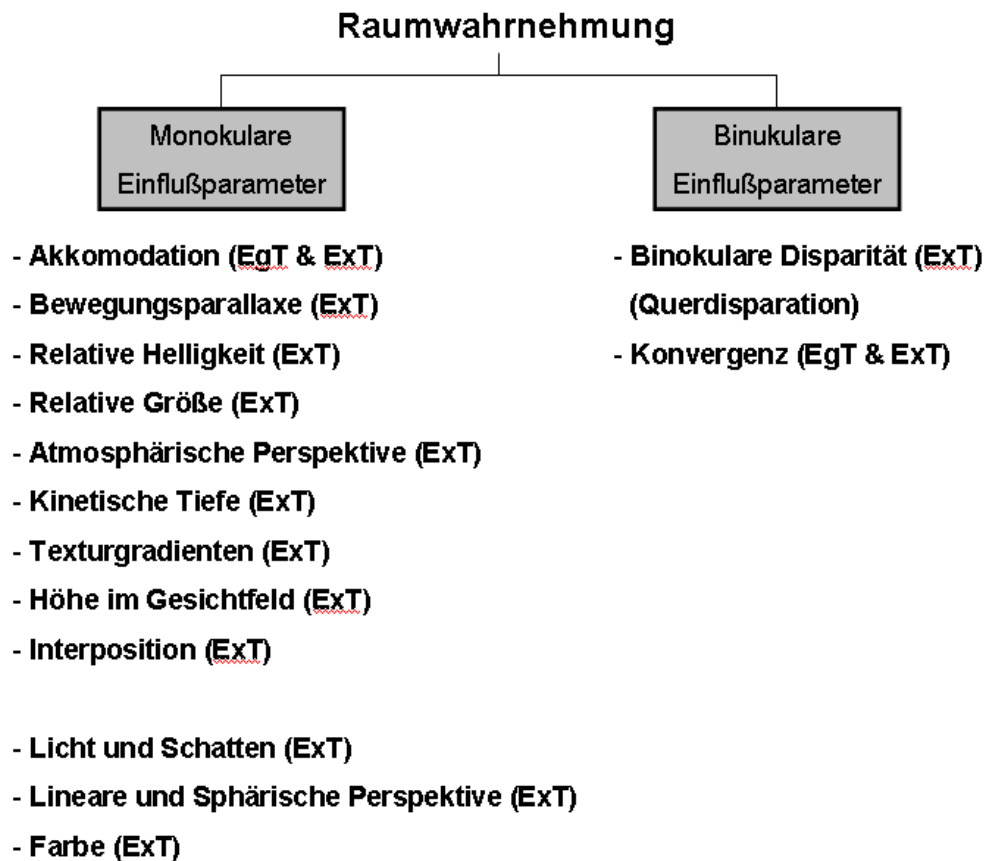 Raumwahrnehmung
Monokulare
Einflußparameter
Binukulare
Einflußparameter
- Akkomodation (EgT & ExT)
- Bewegungsparallaxe (ExT)
- Relative Helligkeit (ExT)
- Relative Größe (ExT)
- Atmosphärische Perspektive (ExT)
- Kinetische Tiefe (ExT)
- Texturgradienten (ExT)
- Höhe im Gesichtfeld (ExT)
- Interposition (ExT)
- Licht und Schatten (ExT)
- Lineare und Sphärische Perspektive (ExT)
- Farbe (ExT)
- Binokulare Disparität (ExT)
(Querdisparation)
- Konvergenz (EgT & ExT)